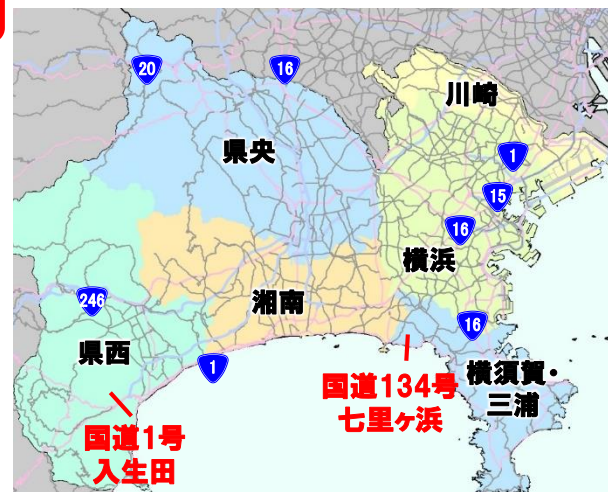 20
16
川崎
県央
1
15
16
横浜
246
湘南
16
県西
1
横須賀・
三浦
国道134号
七里ヶ浜
国道1号
入生田